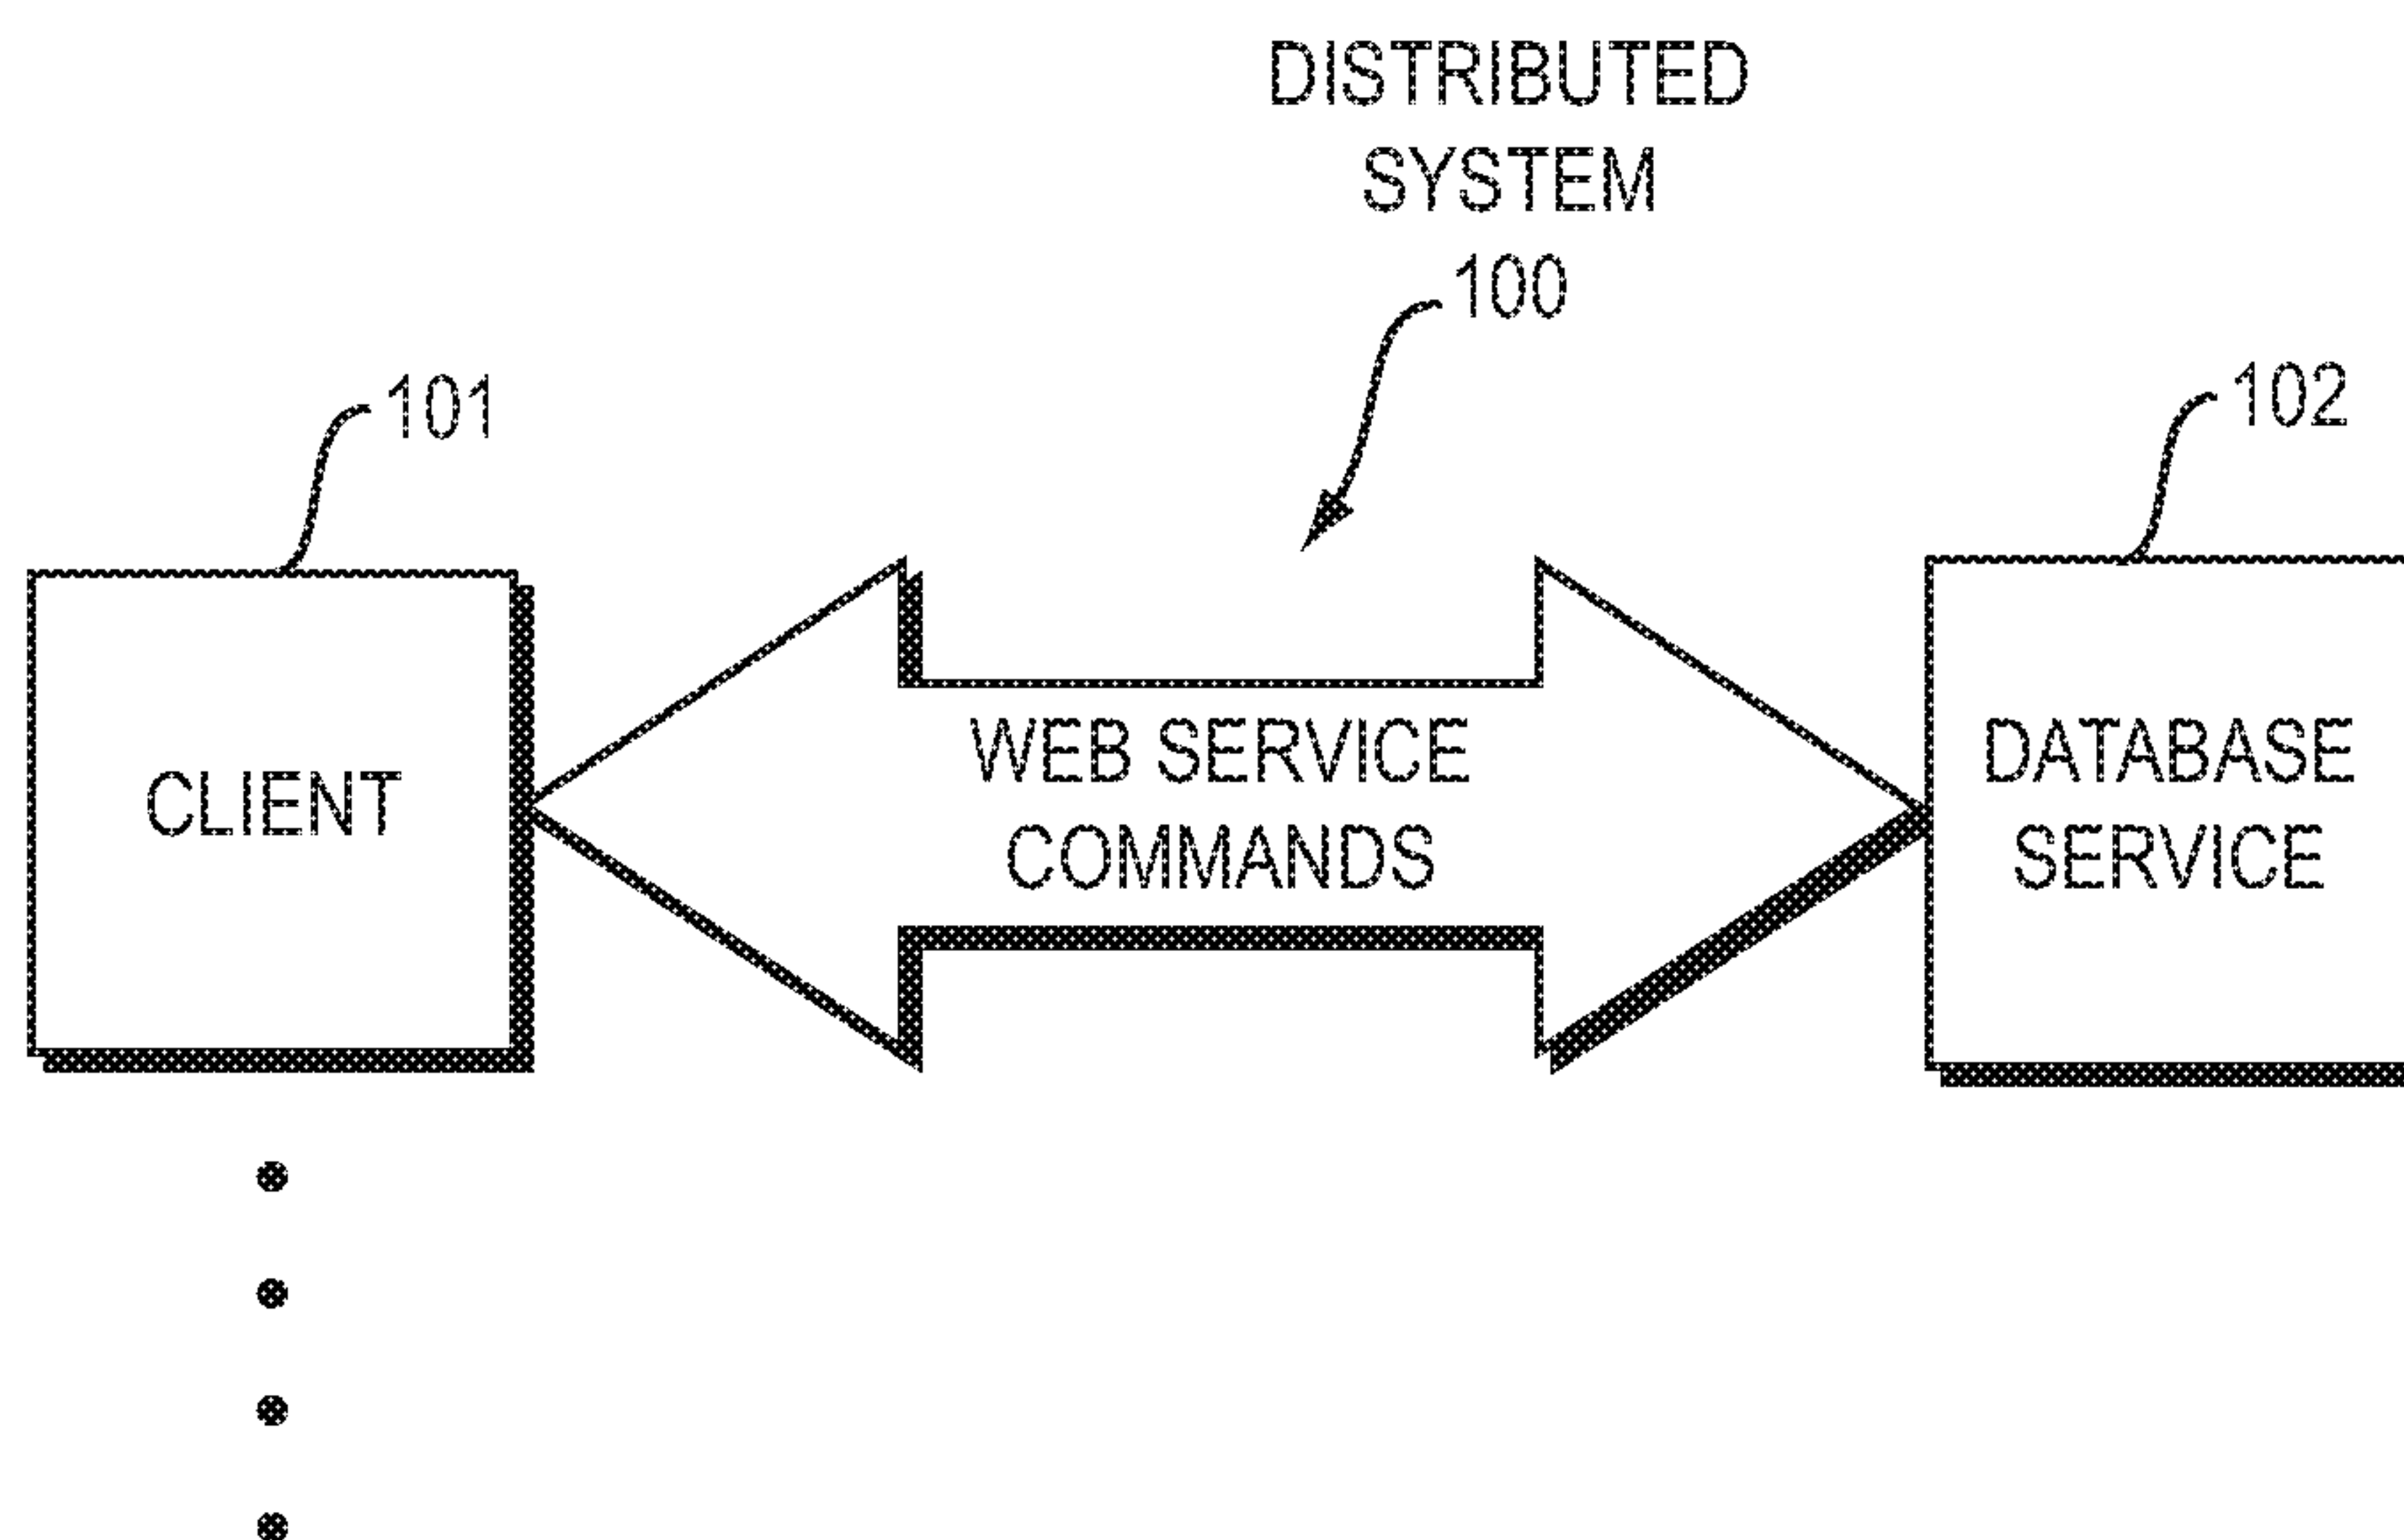 DISTRIBUTED
SYSTEM
100
101
102
CLIENT
WEB SERVICE
COMMANDS
DATABASE
SERVICE